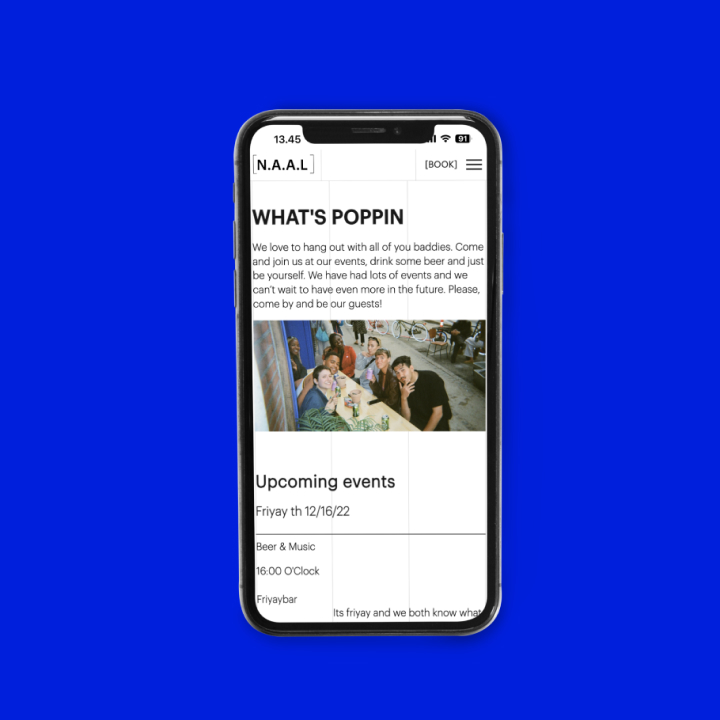 13.45
91
[N.A.A.L]
[BOOK]
WHAT'S POPPIN
We love to hang out with all of you baddies. Come
and join us at our events, drink some beer and just
be yourself. We have had lots of events and we
can't wait to have even more in the future. Please,
come by and be our guests!
Upcoming events
Friyay th 12/16/22
Beer & Music
16:00 O'Clock
Friyaybar
Its friyay and we both know what